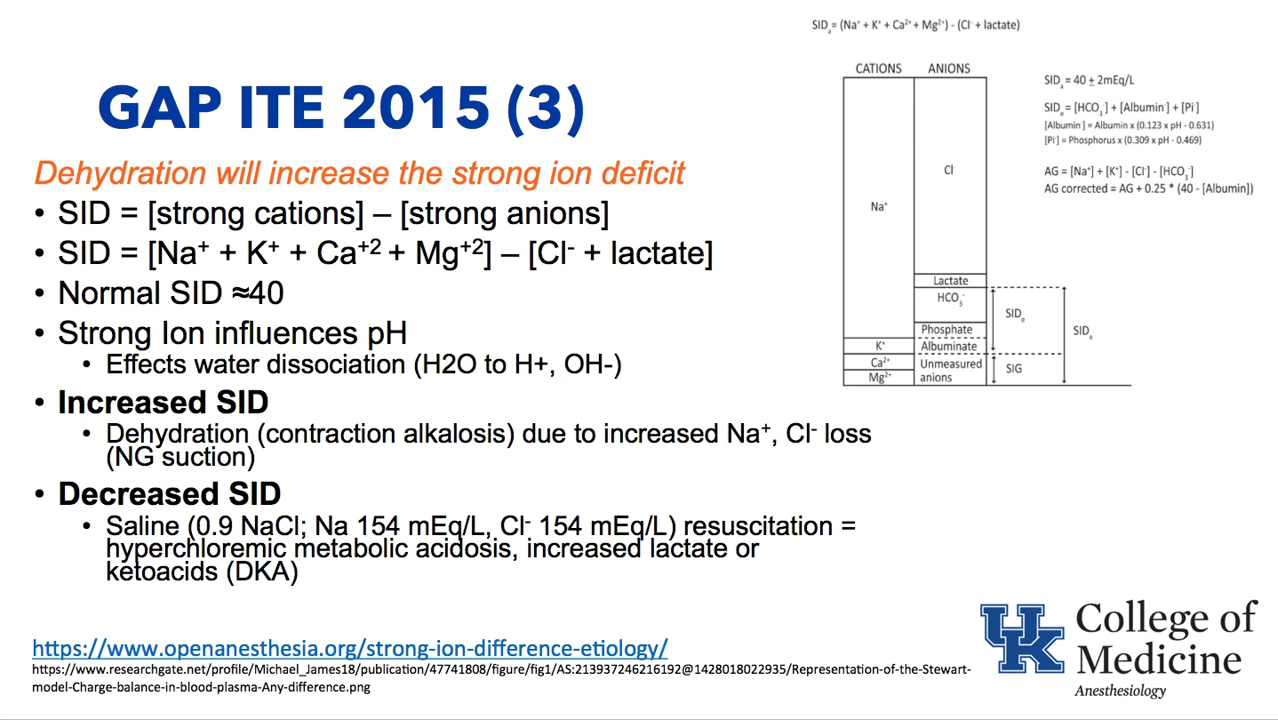 SIDₐ= (Na⁺ + K⁺ + Ca²⁺ + Mg²⁺) - (Cl⁻ + lactate)
GAP ITE 2015 (3)
Dehydration will increase the strong ion deficit
• SID = [strong cations] – [strong anions]
• SID = [Na⁺ + K⁺ + Ca⁺² + Mg⁺²] – [Cl⁻ + lactate]
• Normal SID ≈40
• Strong Ion influences pH
• Effects water dissociation (H2O to H+, OH-)
• Increased SID
• Dehydration (contraction alkalosis) due to increased Na⁺, Cl⁻ loss
(NG suction)
• Decreased SID
• Saline (0.9 NaCl; Na 154 mEq/L, Cl⁻ 154 mEq/L) resuscitation =
hyperchloremic metabolic acidosis, increased lactate or
ketoacids (DKA)
CATIONS ANIONS
Na⁺
K⁺
Ca²⁺
Mg²⁺
Cl⁻
Lactate
HCO₃⁻
Phosphate
Albuminate
Unmeasured
anions
SIDₑ
SIG
SIDₐ
SIDₐ = 40 ± 2mEq/L
SIDₑ = [HCO₃⁻] + [Albumin⁻] + [Pi⁻]
[Albumin⁻] = Albumin x (0.123 x pH - 0.631)
[Pi⁻] = Phosphorus x (0.309 x pH - 0.469)
AG = [Na⁺] + [K⁺] - [Cl⁻] - [HCO₃⁻]
AG corrected = AG + 0.25 * (40 - [Albumin])
https://www.openanesthesia.org/strong-ion-difference-etiology/
https://www.researchgate.net/profile/Michael_James18/publication/47741808/figure/fig1/AS:213937246216192@1428018022935/Representation-of-the-Stewart-
model-Charge-balance-in-blood-plasma-Any-difference.png
UK
College of
Medicine
Anesthesiology